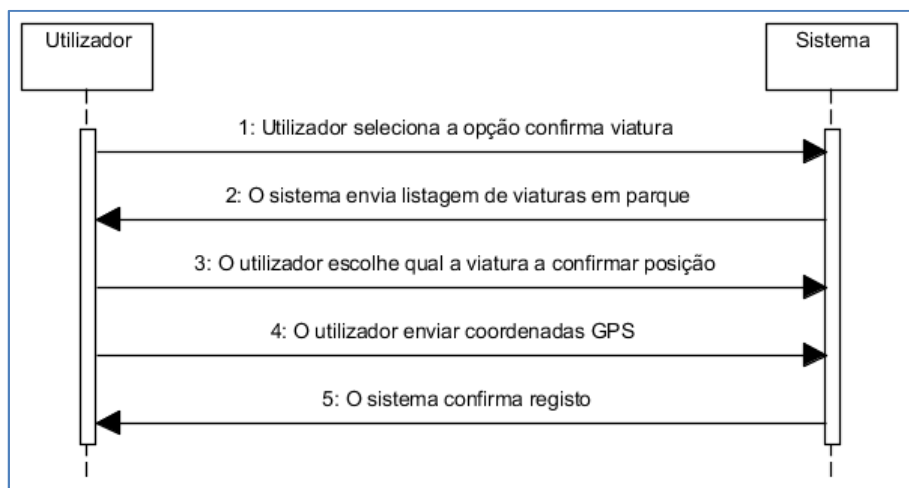 Utilizador
Sistema
1: Utilizador seleciona a opção confirma viatura
2: O sistema envia listagem de viaturas em parque
3: O utilizador escolhe qual a viatura a confirmar posição
4: O utilizador enviar coordenadas GPS
5: O sistema confirma registo